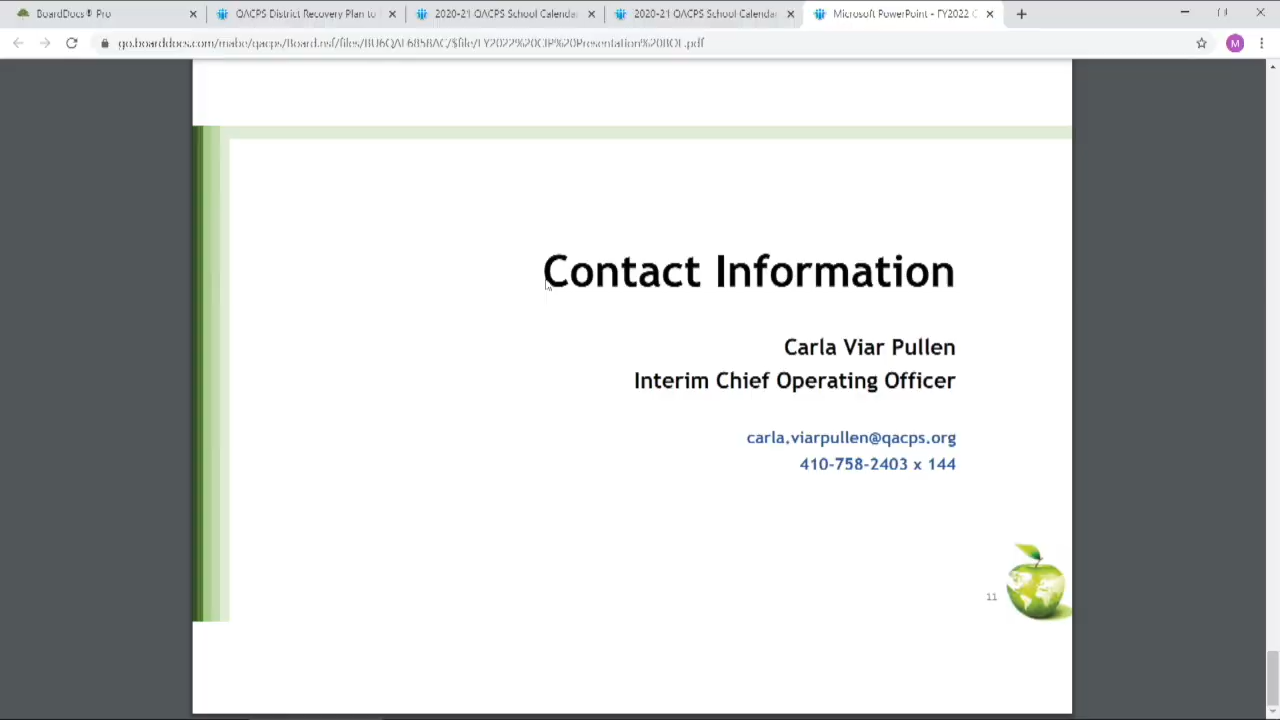 BoardDocs® Pro
QACPS District Recovery Plan to
2020-21 QACPS School Calendar
2020-21 QACPS School Calendar
Microsoft PowerPoint - FY2022 C
M
Contact Information
Carla Viar Pullen
Interim Chief Operating Officer
carla.viarpullen@qacps.org
410-758-2403 x 144
11